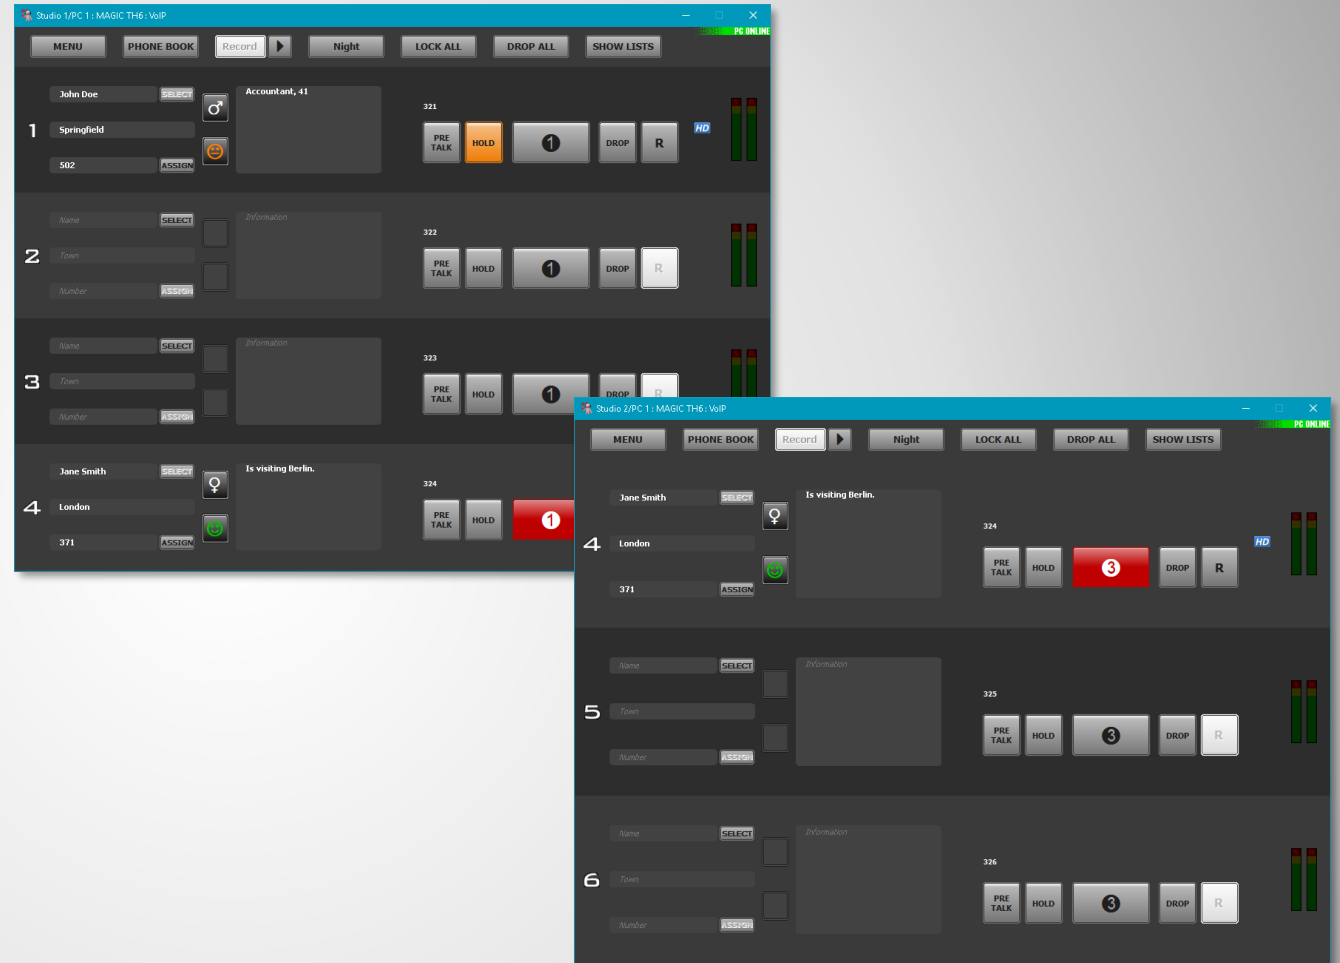 Studio 1/PC 1 : MAGIC TH6 : VoIP
PC ONLINE
MENU PHONE BOOK Record Night LOCK ALL DROP ALL SHOW LISTS
1
John Doe SELECT
Springfield
502 ASSIGN
Accountant, 41
321
PRE TALK HOLD 1 DROP R
HD
2
Name SELECT
Town
Number ASSIGN
Information
322
PRE TALK HOLD 1 DROP R
3
Name SELECT
Town
Number ASSIGN
Information
323
PRE TALK HOLD 1 DROP R
4
Jane Smith SELECT
London
371 ASSIGN
Is visiting Berlin.
324
PRE TALK HOLD 1
Studio 2/PC 1 : MAGIC TH6 : VoIP
PC ONLINE
MENU PHONE BOOK Record Night LOCK ALL DROP ALL SHOW LISTS
4
Jane Smith SELECT
London
371 ASSIGN
Is visiting Berlin.
324
PRE TALK HOLD 3 DROP R
HD
5
Name SELECT
Town
Number ASSIGN
Information
325
PRE TALK HOLD 3 DROP R
6
Name SELECT
Town
Number ASSIGN
Information
326
PRE TALK HOLD 3 DROP R